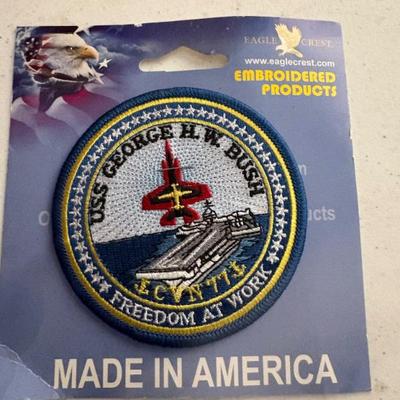 EAGLE CREST
www.eaglecrest.com
EMBROIDERED
PRODUCTS
USS GEORGE H.W. BUSH
CVN 77
FREEDOM AT WORK
MADE IN AMERICA